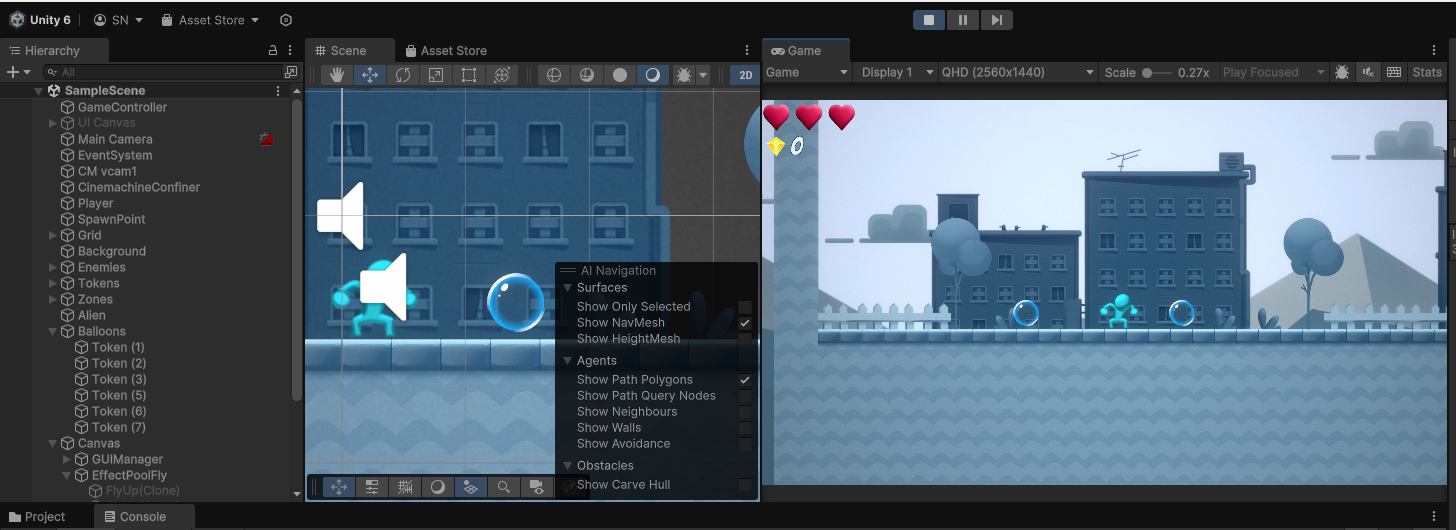 Unity 6 SN Asset Store
Hierarchy
All
SampleScene
GameController
UI Canvas
Main Camera
EventSystem
CM vcam1
CinemachineConfiner
Player
SpawnPoint
Grid
Background
Enemies
Tokens
Zones
Alien
Balloons
Token (1)
Token (2)
Token (3)
Token (5)
Token (6)
Token (7)
Canvas
GUIManager
EffectPoolFly
FlyUp(Clone)
Scene Asset Store
2D
AI Navigation
Surfaces
Show Only Selected
Show NavMesh
Show HeightMesh
Agents
Show Path Polygons
Show Path Query Nodes
Show Neighbours
Show Walls
Show Avoidance
Obstacles
Show Carve Hull
Game
Game Display 1 QHD (2560x1440) Scale 0.27x Play Focused Stats
0
Project Console